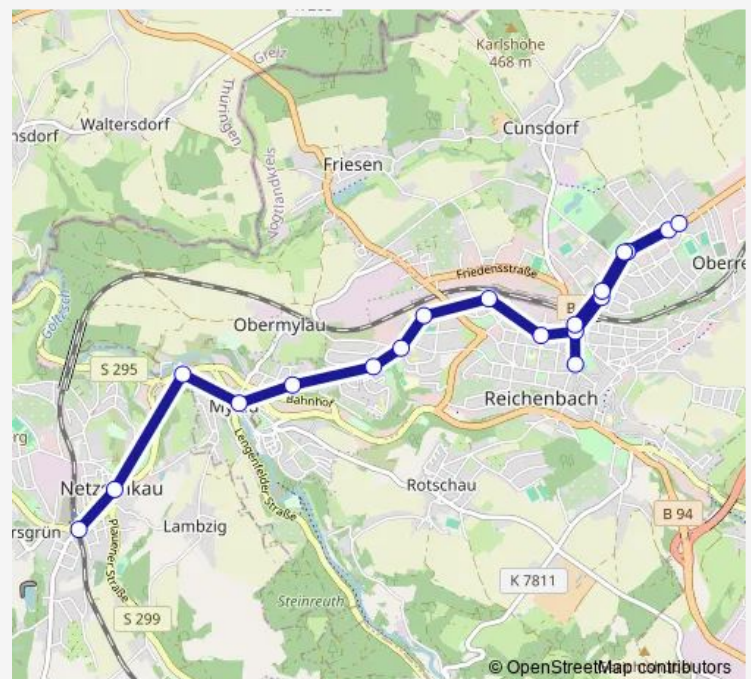 Karlshöhe
468 m
Greiz
Waltersdorf
Thüringen
Cunsdorf
Vogtlandkreis
Friesen
Göltzsch
Friedensstraße
Obermylau
S 295
Bahnhof
Reichenbach
Lengenfelder Straße
Rotschau
B 94
Lambzig
Plauener Straße
K 7811
Steinreuth
S 299
© OpenStreetMap contributors